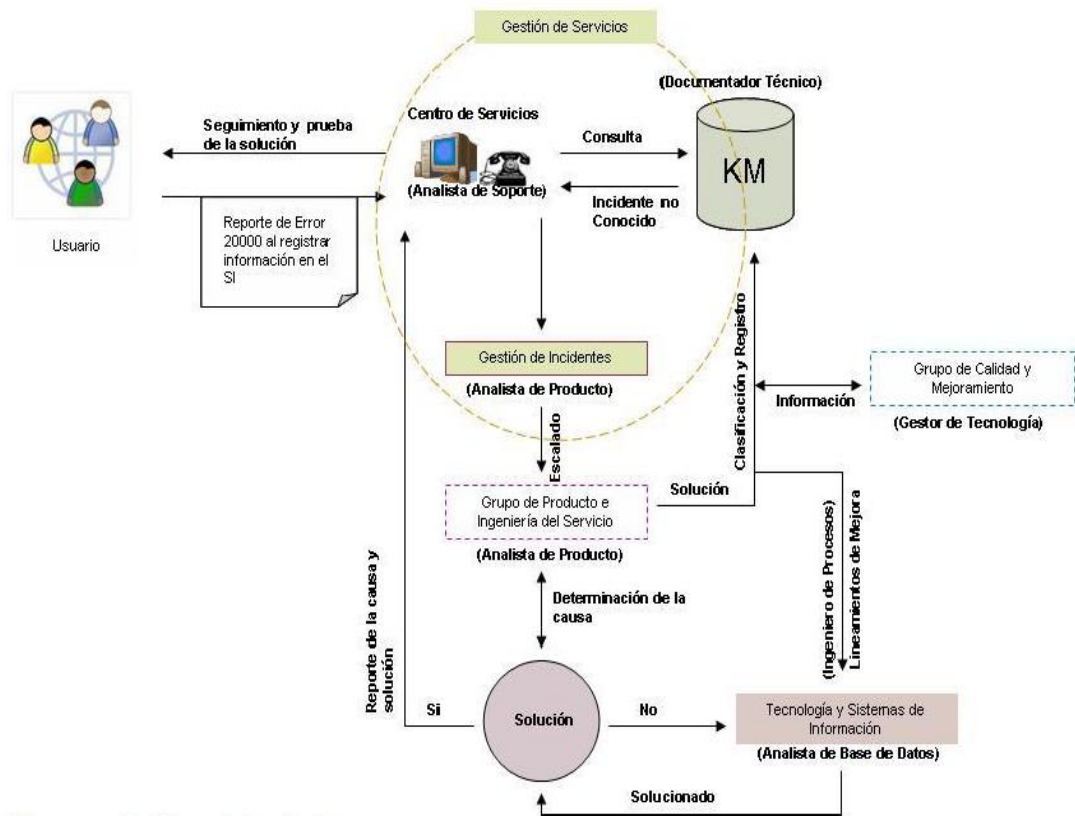 Gestión de Servicios
(Documentador Técnico)
Centro de Servicios
Seguimiento y prueba
de la solución
Consulta
KM
(Analista de Soporte)
Incidente no
Conocido
Usuario
Reporte de Error
20000 al registrar
información en el
SI
Gestión de Incidentes
(Analista de Producto)
Clasificación y Registro
Información
Grupo de Calidad y
Mejoramiento
(Gestor de Tecnología)
Escalado
Grupo de Producto e
Ingeniería del Servicio
(Analista de Producto)
Solución
(Ingeniero de Procesos)
Lineamientos de Mejora
Determinación de la
causa
Reporte de la causa y
solución
Si
Solución
No
Tecnología y Sistemas de
Información
(Analista de Base de Datos)
Solucionado